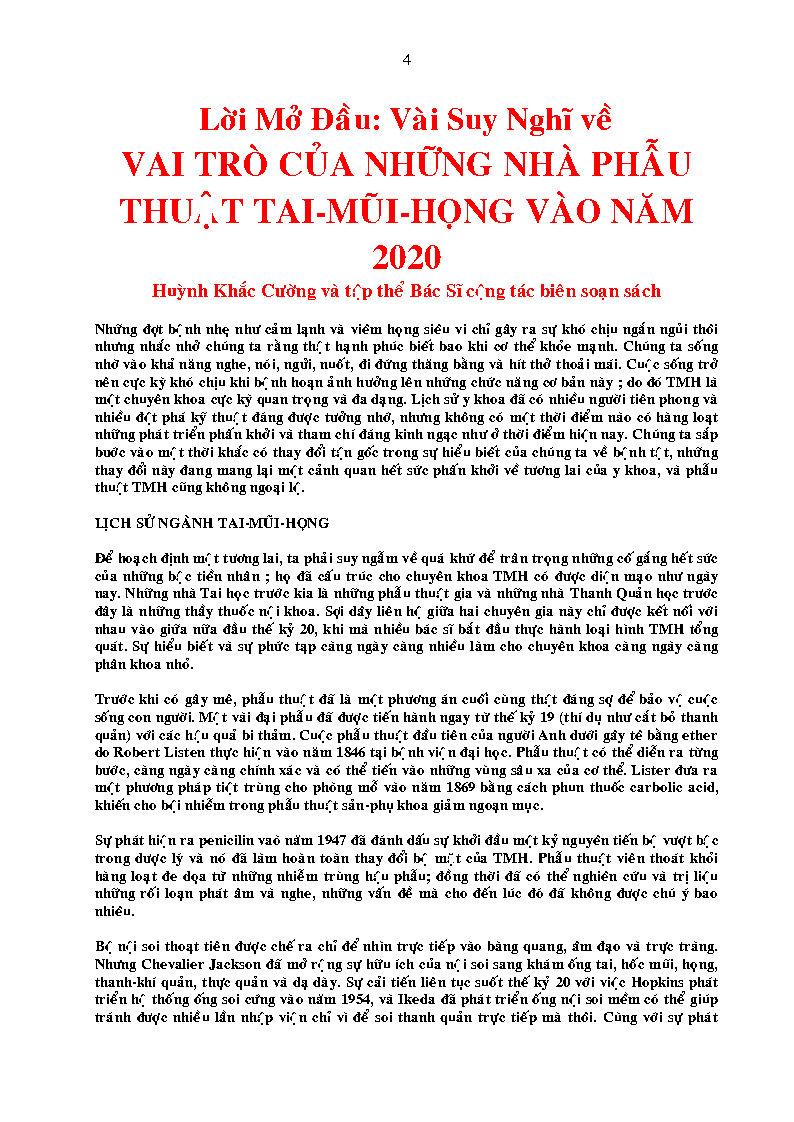 4
Lời Mở Đầu: Vài Suy Nghĩ về
VAI TRÒ CỦA NHỮNG NHÀ PHẪU
THUẬT TAI-MŨI-HỌNG VÀO NĂM
2020
Huỳnh Khắc Cường và tập thể Bác Sĩ cộng tác biên soạn sách
Những đợt bệnh nhẹ như cảm lạnh và viêm họng siêu vi chỉ gây ra sự khó chịu ngắn ngủi thôi
nhưng nhắc nhở chúng ta rằng thật hạnh phúc biết bao khi cơ thể khỏe mạnh. Chúng ta sống
nhờ vào khả năng nghe, nói, ngửi, nuốt, đi đứng thăng bằng và hít thở thoải mái. Cuộc sống trở
nên cực kỳ khó chịu khi bệnh hoạn ảnh hưởng lên những chức năng cơ bản này ; do đó TMH là
một chuyên khoa cực kỳ quan trọng và đa dạng. Lịch sử y khoa đã có nhiều người tiên phong và
nhiều đột phá kỹ thuật đáng được tưởng nhớ, nhưng không có một thời điểm nào có hàng loạt
những phát triển phấn khởi và tham chí đáng kinh ngạc như ở thời điểm hiện nay. Chúng ta sắp
bước vào một thời khắc có thay đổi tận gốc trong sự hiểu biết của chúng ta về bệnh tật, những
thay đổi này đang mang lại một cảnh quan hết sức phấn khởi về tương lai của y khoa, và phẫu
thuật TMH cũng không ngoại lệ.
LỊCH SỬ NGÀNH TAI-MŨI-HỌNG
Để hoạch định một tương lai, ta phải suy ngẫm về quá khứ để trân trọng những cố gắng hết sức
của những bậc tiền nhân ; họ đã cấu trúc cho chuyên khoa TMH có được diện mạo như ngày
nay. Những nhà Tai học trước kia là những phẫu thuật gia và những nhà Thanh Quản học trước
đây là những thầy thuốc nội khoa. Sợi dây liên hệ giữa hai chuyên gia này chỉ được kết nối với
nhau vào giữa nữa đầu thế kỷ 20, khi mà nhiều bác sĩ bắt đầu thực hành loại hình TMH tổng
quát. Sự hiểu biết và sự phức tạp càng ngày càng nhiều làm cho chuyên khoa càng ngày càng
phân khoa nhỏ.
Trước khi có gây mê, phẫu thuật đã là một phương án cuối cùng thật đáng sợ để bảo vệ cuộc
sống con người. Một vài đại phẫu đã được tiến hành ngay từ thế kỷ 19 (thí dụ như cắt bỏ thanh
quản) với các hậu quả bi thảm. Cuộc phẫu thuật đầu tiên của người Anh dưới gây tê bằng ether
do Robert Listen thực hiện vào năm 1846 tại bệnh viện đại học. Phẫu thuật có thể diễn ra từng
bước, càng ngày càng chính xác và có thể tiến vào những vùng sâu xa của cơ thể. Lister đưa ra
một phương pháp tiệt trùng cho phòng mổ vào năm 1869 bằng cách phun thuốc carbolic acid,
khiến cho bội nhiễm trong phẫu thuật sản-phụ khoa giảm ngoạn mục.
Sự phát hiện ra penicilin vaò năm 1947 đã đánh dấu sự khởi đầu một kỷ nguyên tiến bộ vượt bậc
trong dược lý và nó đã làm hoàn toàn thay đổi bộ mặt của TMH. Phẫu thuật viên thoát khỏi
hàng loạt đe dọa từ những nhiễm trùng hậu phẫu; đồng thời đã có thể nghiên cứu và trị liệu
những rối loạn phát âm và nghe, những vấn đề mà cho đến lúc đó đã không được chú ý bao
nhiêu.
Bộ nội soi thoạt tiên được chế ra chỉ để nhìn trực tiếp vào bàng quang, âm đạo và trực tràng.
Nhưng Chevalier Jackson đã mở rộng sự hữu ích của nội soi sang khám ống tai, hốc mũi, họng,
thanh-khí quản, thực quản và dạ dày. Sự cải tiến liên tục suốt thế kỷ 20 với việc Hopkins phát
triển hệ thống ống soi cứng vào năm 1954, và Ikeda đã phát triển ống nội soi mềm có thể giúp
tránh được nhiều lần nhập viện chỉ vì để soi thanh quản trực tiếp mà thôi. Cùng với sự phát